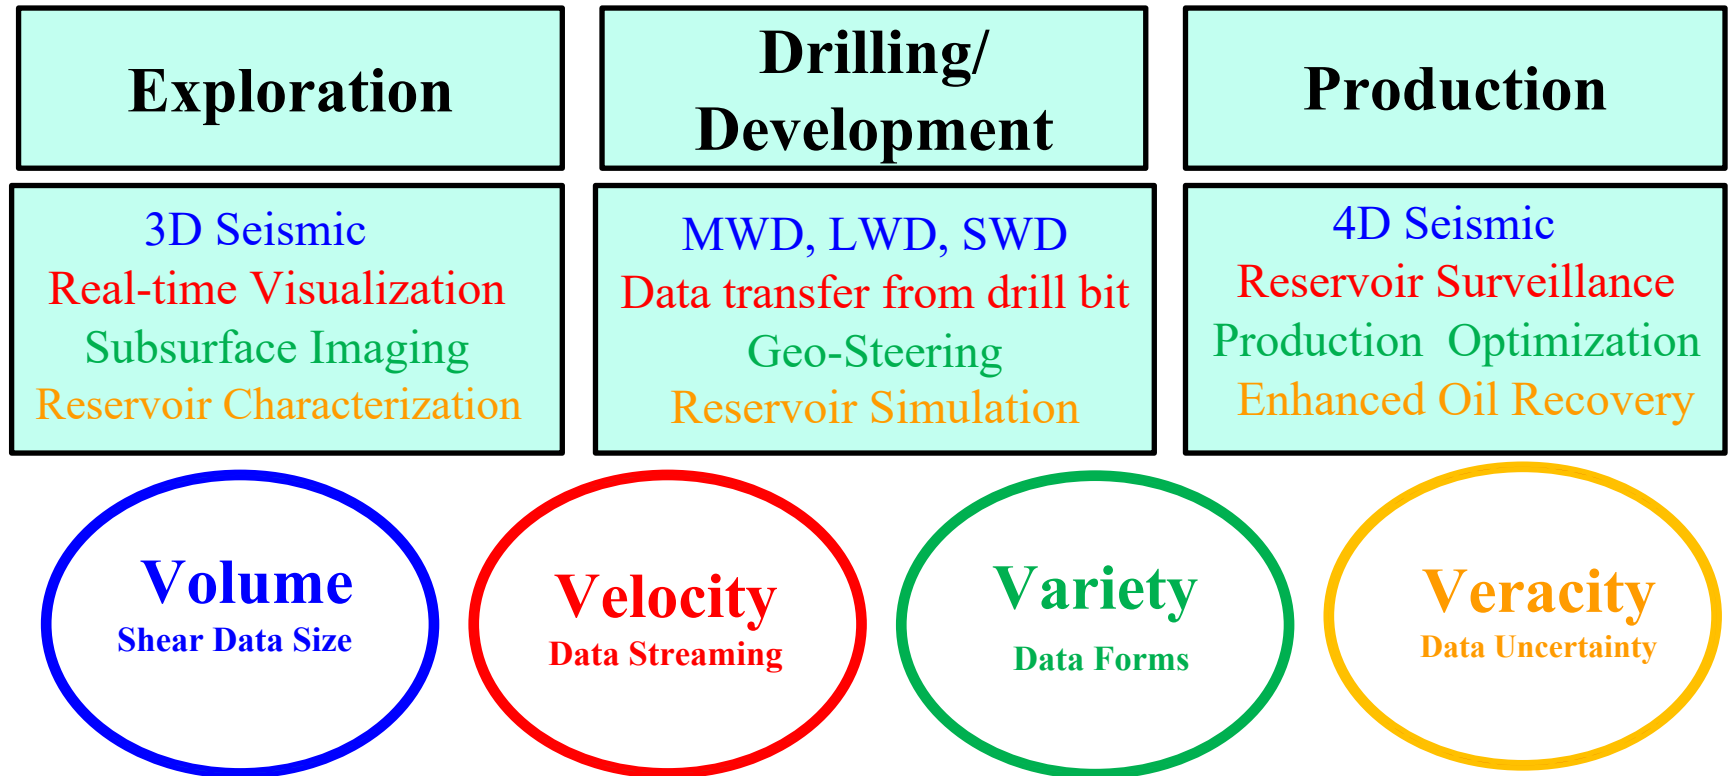 Exploration
Drilling/
Development
Production
3D Seismic
Real-time Visualization
Subsurface Imaging
Reservoir Characterization
MWD, LWD, SWD
Data transfer from drill bit
Geo-Steering
Reservoir Simulation
4D Seismic
Reservoir Surveillance
Production Optimization
Enhanced Oil Recovery
Volume
Shear Data Size
Velocity
Data Streaming
Variety
Data Forms
Veracity
Data Uncertainty